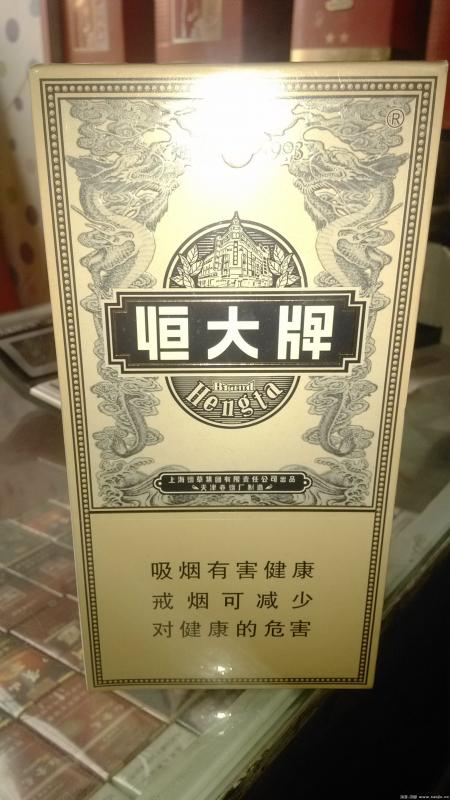 ®
恒大牌
Brand
Hengta
上海烟草集团有限责任公司出品
天津卷烟厂制造
吸烟有害健康
戒烟可减少
对健康的危害